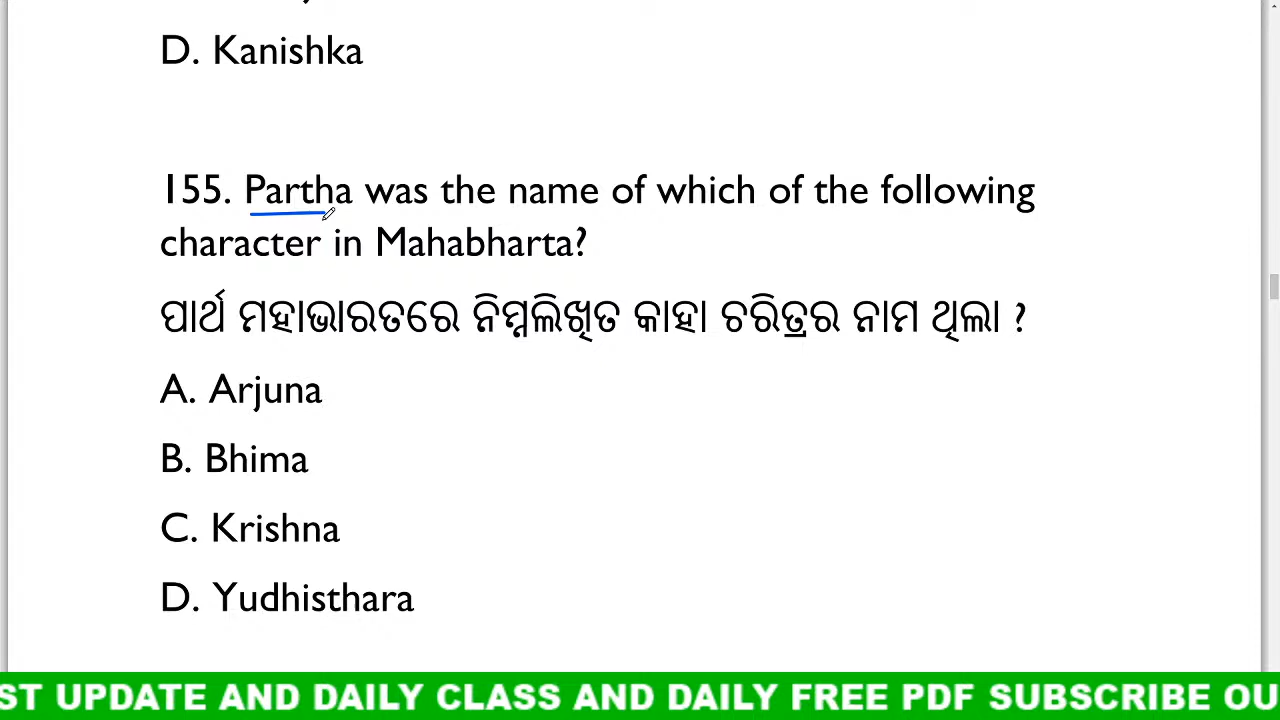 D. Kanishka
155. Partha was the name of which of the following
character in Mahabharta?
ପାର୍ଥ ମହାଭାରତରେ ନିମ୍ନଲିଖିତ କାହା ଚରିତ୍ରର ନାମ ଥିଲା ?
A. Arjuna
B. Bhima
C. Krishna
D. Yudhisthara
ST UPDATE AND DAILY CLASS AND DAILY FREE PDF SUBSCRIBE OU